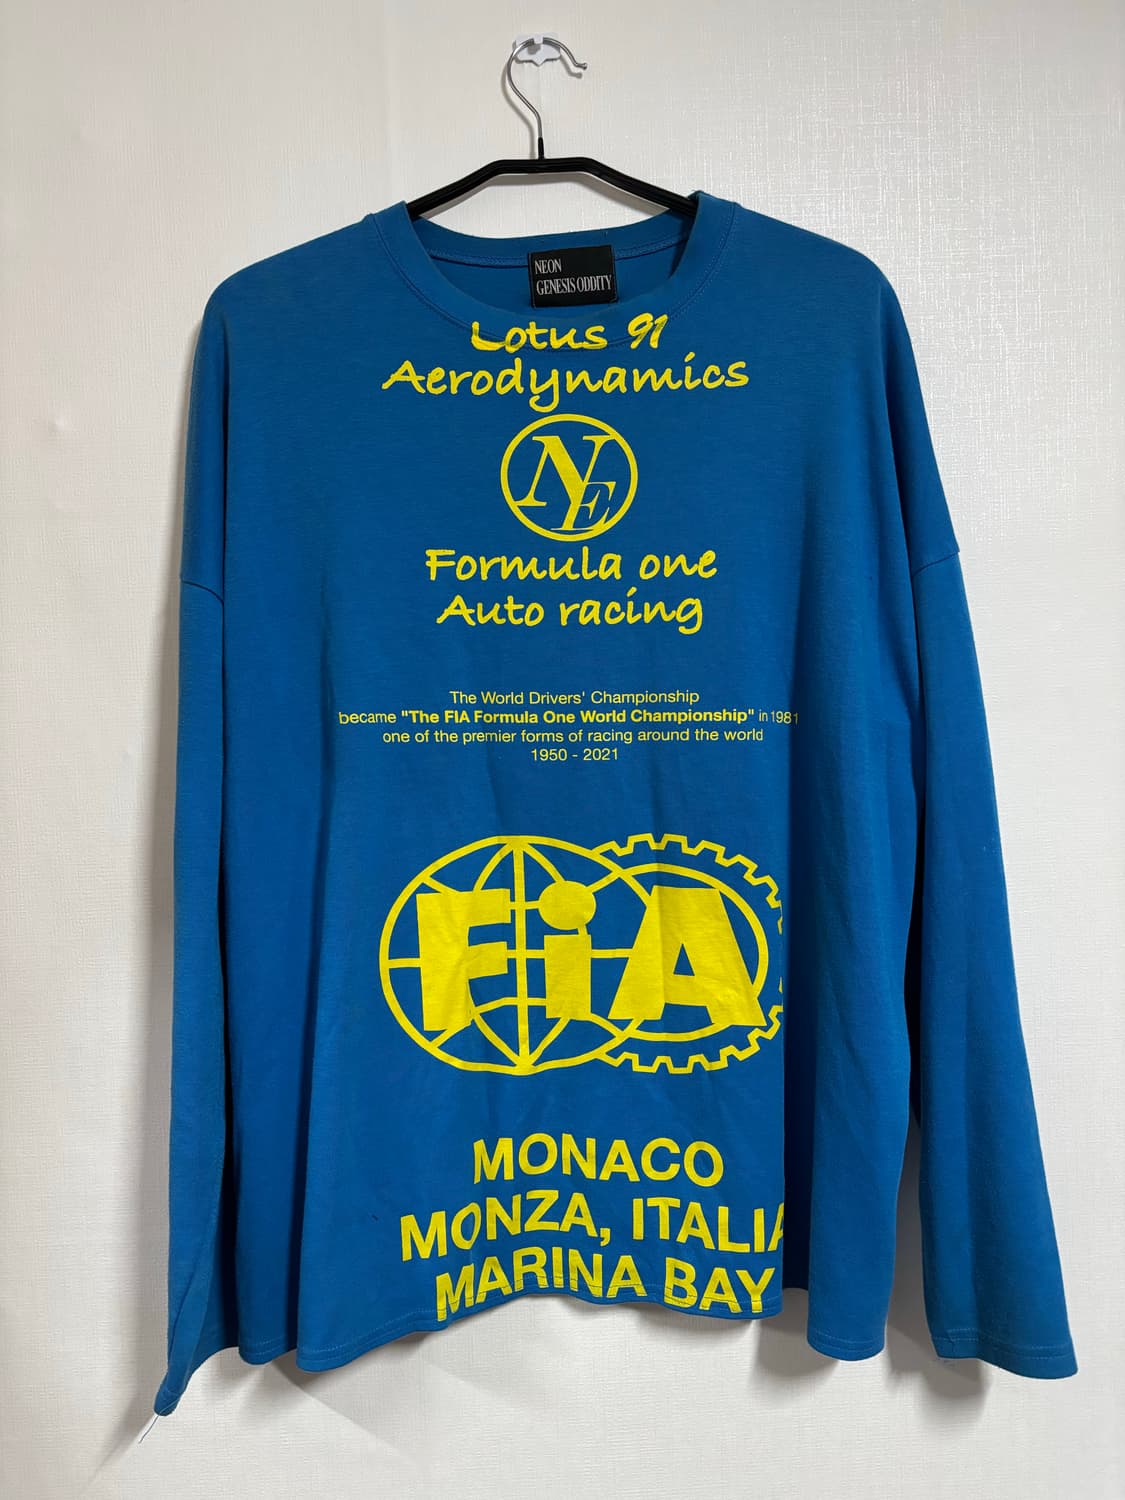 NEON
GENESIS ODDITY
Lotus 91
Aerodynamics
NE
Formula one
Auto racing
The World Drivers' Championship
became "The FIA Formula One World Championship" in 1981
one of the premier forms of racing around the world
1950 - 2021
FiA
MONACO
MONZA, ITALIA
MARINA BAY